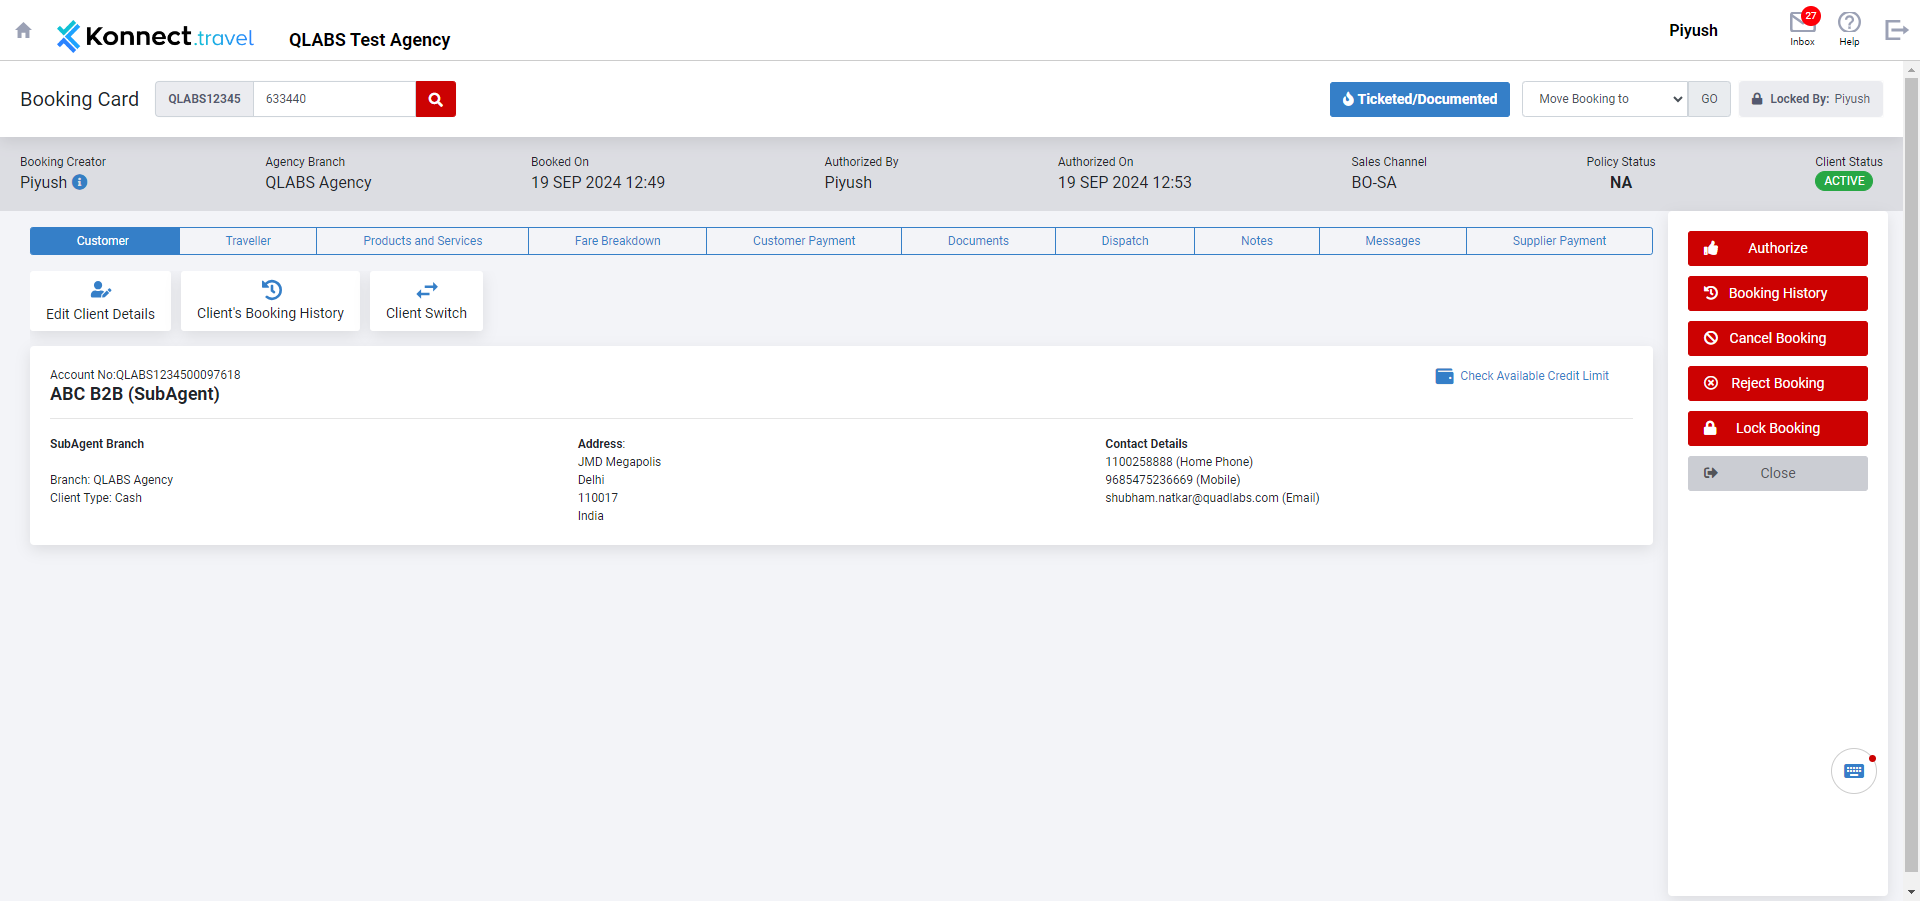 Konnect.travel
QLABS Test Agency
Piyush
27
Inbox
Help
Booking Card
QLABS12345
633440
Ticketed/Documented
Move Booking to
GO
Locked By: Piyush
Booking Creator
Piyush
Agency Branch
QLABS Agency
Booked On
19 SEP 2024 12:49
Authorized By
Piyush
Authorized On
19 SEP 2024 12:53
Sales Channel
BO-SA
Policy Status
NA
Client Status
ACTIVE
Customer
Traveller
Products and Services
Fare Breakdown
Customer Payment
Documents
Dispatch
Notes
Messages
Supplier Payment
Edit Client Details
Client's Booking History
Client Switch
Account No:QLABS1234500097618
ABC B2B (SubAgent)
Check Available Credit Limit
SubAgent Branch
Branch: QLABS Agency
Client Type: Cash
Address:
JMD Megapolis
Delhi
110017
India
Contact Details
1100258888 (Home Phone)
9685475236669 (Mobile)
shubham.natkar@quadlabs.com (Email)
Authorize
Booking History
Cancel Booking
Reject Booking
Lock Booking
Close